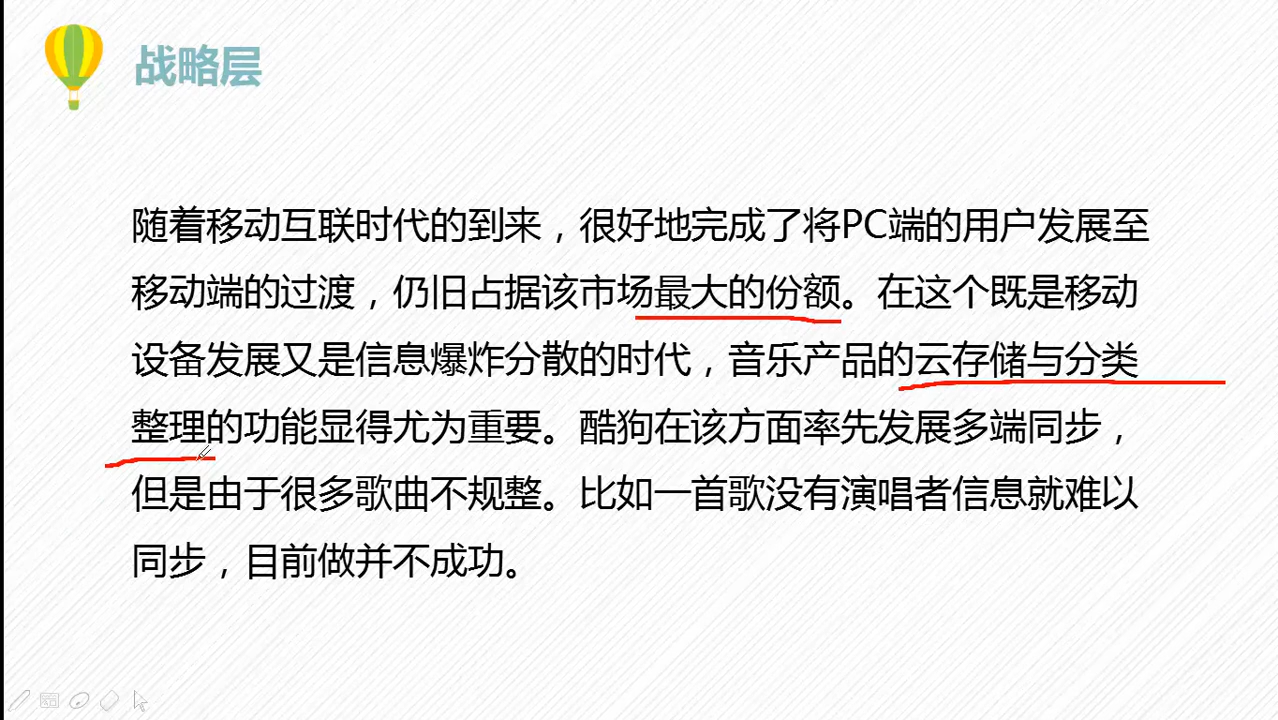 战略层
随着移动互联时代的到来，很好地完成了将PC端的用户发展至
移动端的过渡，仍旧占据该市场最大的份额。在这个既是移动
设备发展又是信息爆炸分散的时代，音乐产品的云存储与分类
整理的功能显得尤为重要。酷狗在该方面率先发展多端同步，
但是由于很多歌曲不规整。比如一首歌没有演唱者信息就难以
同步，目前做并不成功。